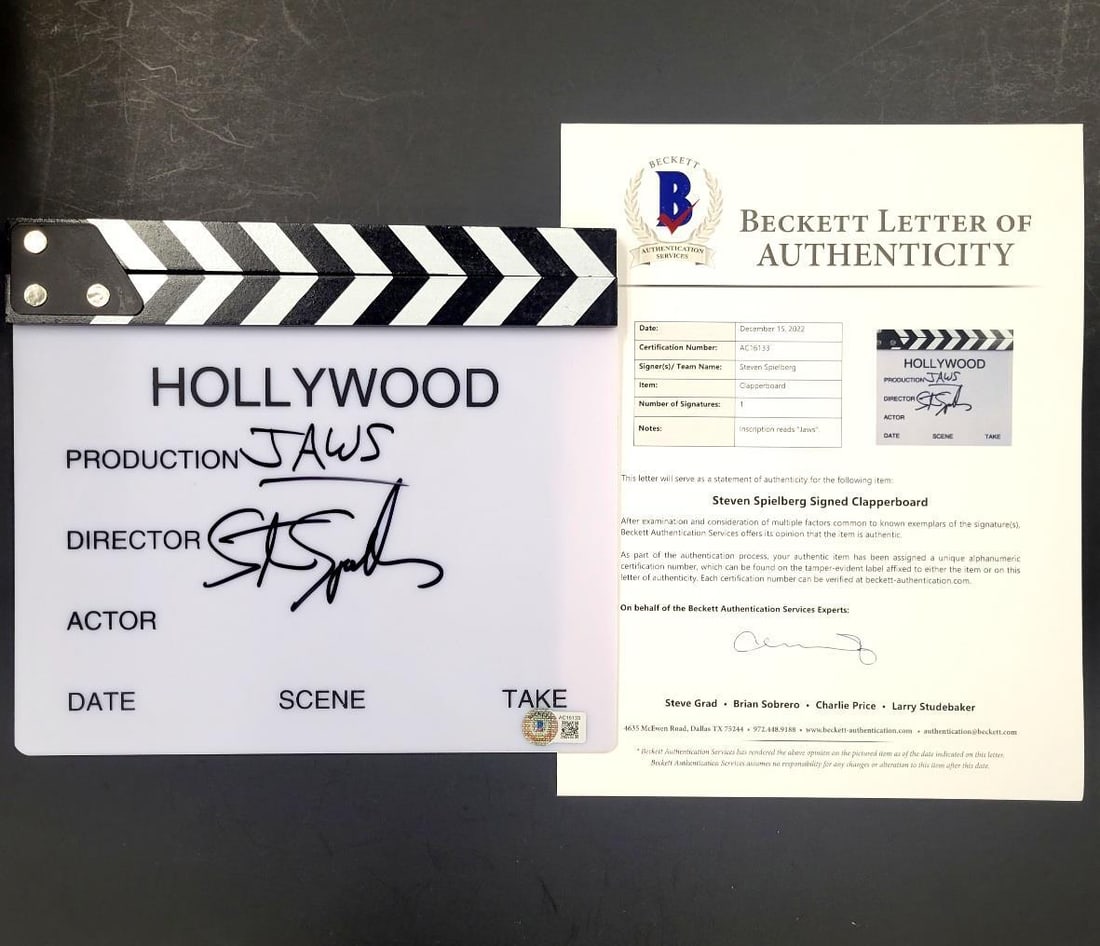 HOLLYWOOD
PRODUCTION JAWS
DIRECTOR
ACTOR
DATE SCENE TAKE
AC16133
BECKETT
B
AUTHENTICATION
SERVICES
BECKETT LETTER OF
AUTHENTICITY
Date: December 15, 2022
Certification Number: AC16133
Signer(s)/ Team Name: Steven Spielberg
Item: Clapperboard
Number of Signatures: 1
Notes: Inscription reads "Jaws".
HOLLYWOOD
PRODUCTION JAWS
DIRECTOR
ACTOR
DATE SCENE TAKE
This letter will serve as a statement of authenticity for the following item:
Steven Spielberg Signed Clapperboard
After examination and consideration of multiple factors common to known exemplars of the signature(s),
Beckett Authentication Services offers its opinion that the item is authentic.
As part of the authentication process, your authentic item has been assigned a unique alphanumeric
certification number, which can be found on the tamper-evident label affixed to either the item or on this
letter of authenticity. Each certification number can be verified at beckett-authentication.com.
On behalf of the Beckett Authentication Services Experts:
Steve Grad • Brian Sobrero • Charlie Price • Larry Studebaker
4635 McEwen Road, Dallas TX 75244 • 972.448.9188 • www.beckett-authentication.com • authentication@beckett.com
* Beckett Authentication Services has rendered the above opinion on the pictured item as of the date indicated on this letter.
Beckett Authentication Services assumes no responsibility for any changes or alteration to this item after this date.